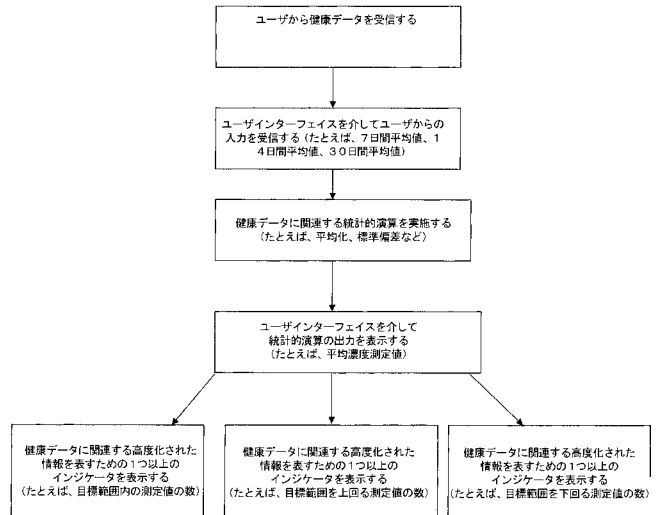 ユーザから健康データを受信する
ユーザインターフェイスを介してユーザからの
入力を受信する（たとえば、７日間平均値、１
４日間平均値、３０日間平均値）
健康データに関連する統計的演算を実施する
（たとえば、平均化、標準偏差など）
ユーザインターフェイスを介して
統計的演算の出力を表示する
（たとえば、平均濃度測定値）
健康データに関連する高度化された
情報を表すための１つ以上の
インジケータを表示する
（たとえば、目標範囲内の測定値の数）
健康データに関連する高度化された
情報を表すための１つ以上の
インジケータを表示する
（たとえば、目標範囲を上回る測定値の数）
健康データに関連する高度化された
情報を表すための１つ以上の
インジケータを表示する
（たとえば、目標範囲を下回る測定値の数）